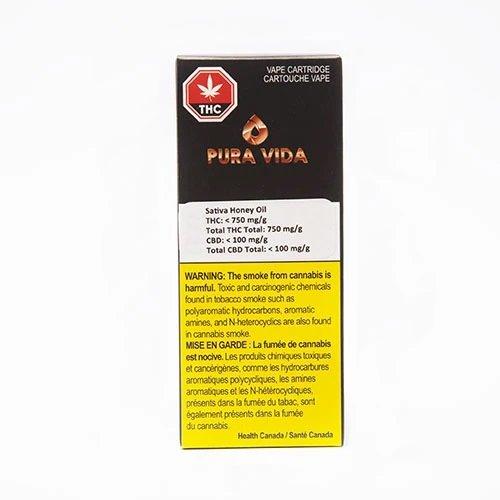 VAPE CARTRIDGE
CARTOUCHE VAPE
THC
PURA VIDA
Sativa Honey Oil
THC: < 750 mg/g
Total THC Total: 750 mg/g
CBD: < 100 mg/g
Total CBD Total: < 100 mg/g
WARNING: The smoke from cannabis is
harmful. Toxic and carcinogenic chemicals
found in tobacco smoke such as
polyaromatic hydrocarbons, aromatic
amines, and N-heterocyclics are also found
in cannabis smoke.
MISE EN GARDE : La fumée de cannabis
est nocive. Les produits chimiques toxiques
et cancérigènes, comme les hydrocarbures
aromatiques polycycliques, les amines
aromatiques et les N-hétérocycliques,
présents dans la fumée du tabac, sont
également présents dans la fumée
du cannabis.
Health Canada / Santé Canada